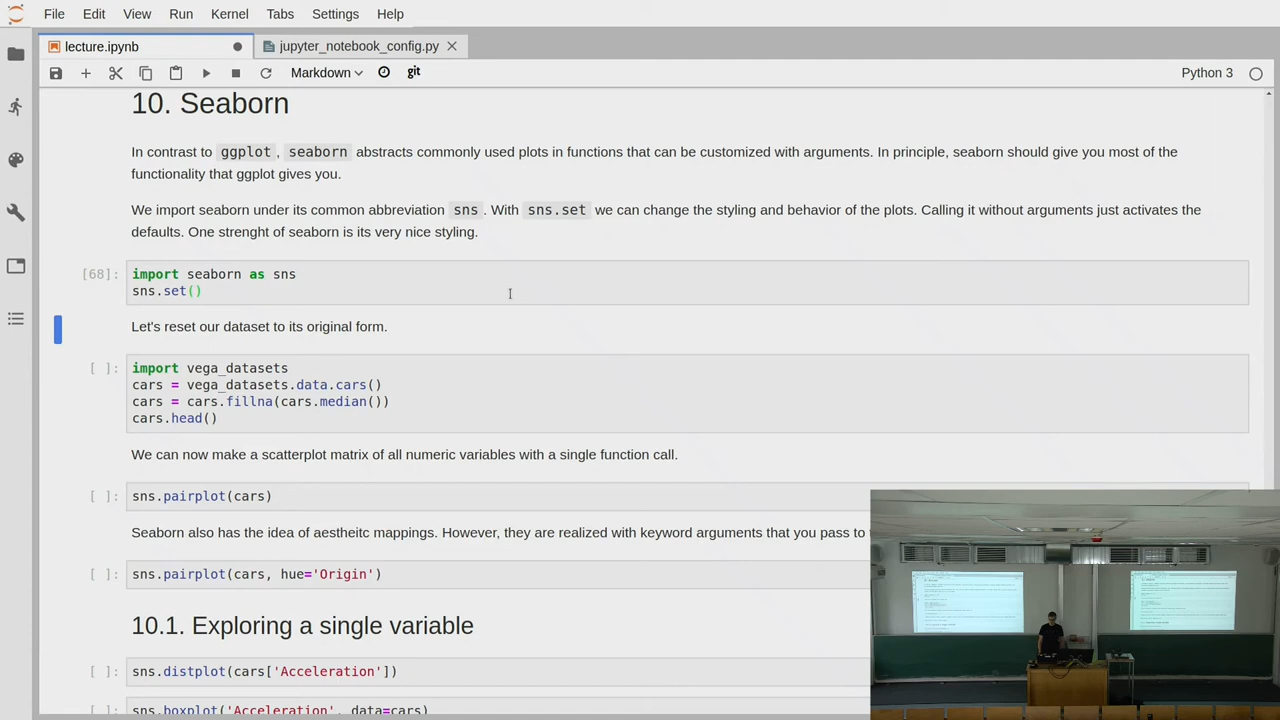 File Edit View Run Kernel Tabs Settings Help
lecture.ipynb jupyter_notebook_config.py
Markdown git Python 3
10. Seaborn
In contrast to ggplot, seaborn abstracts commonly used plots in functions that can be customized with arguments. In principle, seaborn should give you most of the
functionality that ggplot gives you.
We import seaborn under its common abbreviation sns. With sns.set we can change the styling and behavior of the plots. Calling it without arguments just activates the
defaults. One strenght of seaborn is its very nice styling.
[68]: import seaborn as sns
sns.set()
Let's reset our dataset to its original form.
[ ]: import vega_datasets
cars = vega_datasets.data.cars()
cars = cars.fillna(cars.median())
cars.head()
We can now make a scatterplot matrix of all numeric variables with a single function call.
[ ]: sns.pairplot(cars)
Seaborn also has the idea of aestheitc mappings. However, they are realized with keyword arguments that you pass to
[ ]: sns.pairplot(cars, hue='Origin')
10.1. Exploring a single variable
[ ]: sns.distplot(cars['Acceleration'])
[ ]: sns.boxplot('Acceleration', data=cars)